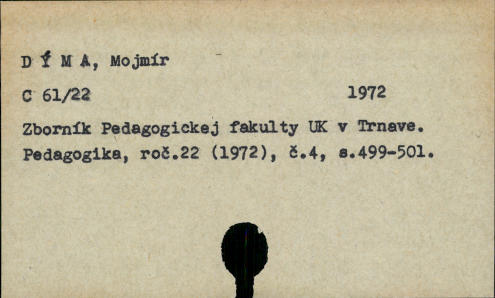 D Ý M A, Mojmír
C 61/22 1972
Zborník Pedagogickej fakulty UK v Trnave.
Pedagogika, roč.22 (1972), č.4, s.499-501.